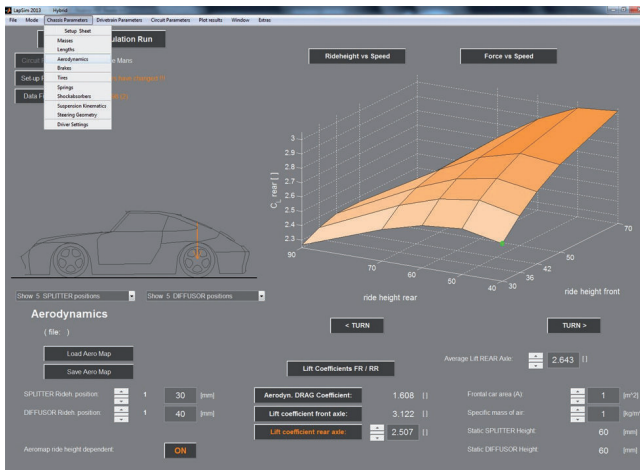 LapSim 2013 Hybrid
File Mode Chassis Parameters Drivetrain Parameters Circuit Parameters Plot results Window Extras
Setup Sheet
Masses
Lengths
Aerodynamics
Brakes
Tires
Springs
Shockabsorbers
Suspension Kinematics
Steering Geometry
Driver Settings
ulation Run
Circuit
e Mans
Set-up
Data F
Rideheight vs Speed
Force vs Speed
C_L_rear [ ]
3
2.9
2.8
2.7
2.6
2.5
2.4
2.3
90
70
60
50
40
ride height rear
30
36
42
50
70
ride height front
Show 5 SPLITTER positions
Show 5 DIFFUSOR positions
Aerodynamics
( file: )
< TURN
TURN >
Load Aero Map
Save Aero Map
Lift Coefficients FR / RR
Average Lift REAR Axle: 2.643 [ ]
SPLITTER Rideh. position 1 30 [mm]
DIFFUSOR Rideh. position 1 40 [mm]
Aeromap ride height dependent: ON
Aerodyn. DRAG Coefficient: 1.608 [ ]
Lift coefficient front axle: 3.122 [ ]
Lift coefficient rear axle: 2.507 [ ]
Frontal car area (A): 1 [m^2]
Specific mass of air: 1 [kg/m
Static SPLITTER Height: 60 [mm]
Static DIFFUSOR Height: 60 [mm]